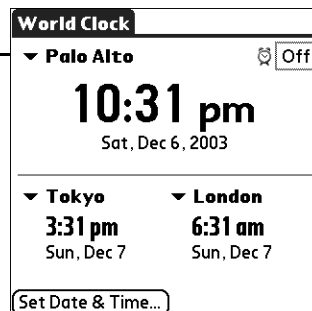 World Clock
Palo Alto Off
10:31 pm
Sat, Dec 6, 2003
Tokyo London
3:31 pm 6:31 am
Sun, Dec 7 Sun, Dec 7
Set Date & Time...